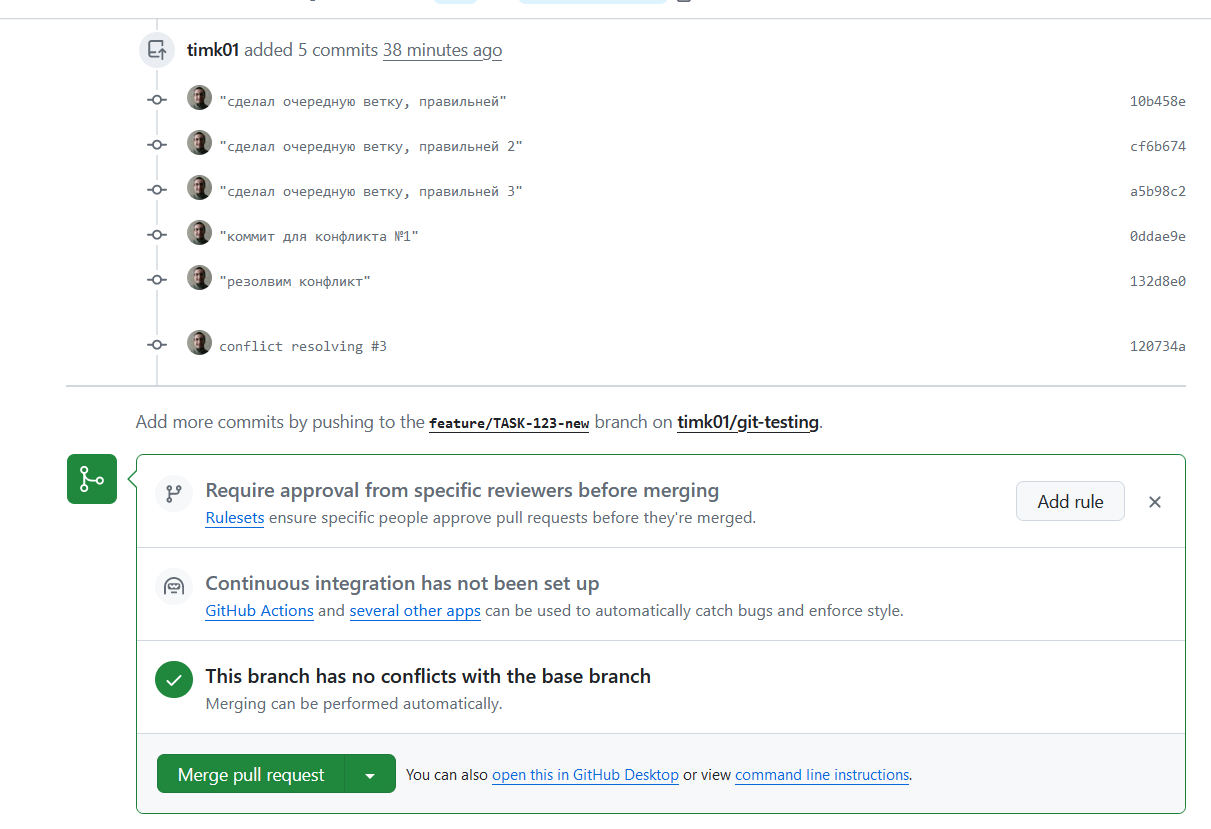 timk01 added 5 commits 38 minutes ago
"сделал очередную ветку, правильней" 10b458e
"сделал очередную ветку, правильней 2" cf6b674
"сделал очередную ветку, правильней 3" a5b98c2
"коммит для конфликта №1" 0ddae9e
"резолвим конфликт" 132d8e0
conflict resolving #3 120734a
Add more commits by pushing to the feature/TASK-123-new branch on timk01/git-testing.
Require approval from specific reviewers before merging
Rulesets ensure specific people approve pull requests before they're merged.
Add rule
Continuous integration has not been set up
GitHub Actions and several other apps can be used to automatically catch bugs and enforce style.
This branch has no conflicts with the base branch
Merging can be performed automatically.
Merge pull request
You can also open this in GitHub Desktop or view command line instructions.